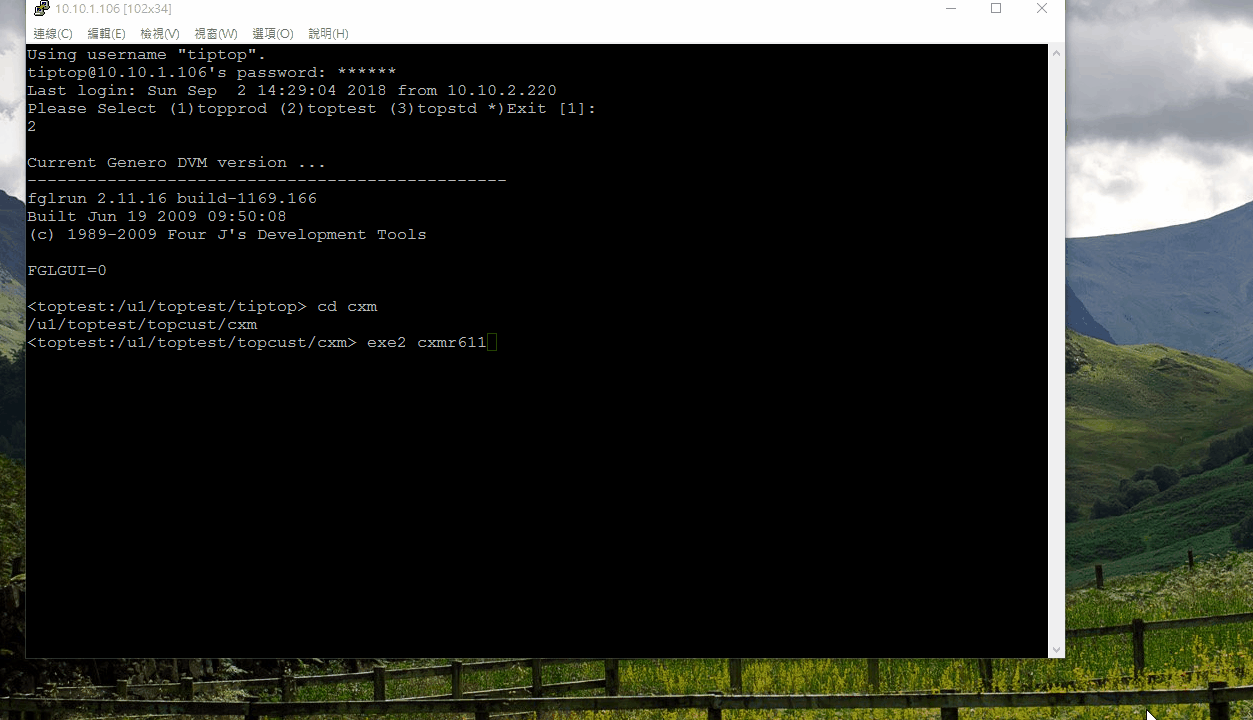 10.10.1.106 [102x34]
連線(C) 編輯(E) 檢視(V) 視窗(W) 選項(O) 說明(H)
Using username "tiptop".
tiptop@10.10.1.106's password: ******
Last login: Sun Sep  2 14:29:04 2018 from 10.10.2.220
Please Select (1)topprod (2)toptest (3)topstd *)Exit [1]:
2
Current Genero DVM version ...
------------------------------------------------
fglrun 2.11.16 build-1169.166
Built Jun 19 2009 09:50:08
(c) 1989-2009 Four J's Development Tools
FGLGUI=0
<toptest:/u1/toptest/tiptop> cd cxm
/u1/toptest/topcust/cxm
<toptest:/u1/toptest/topcust/cxm> exe2 cxmr611